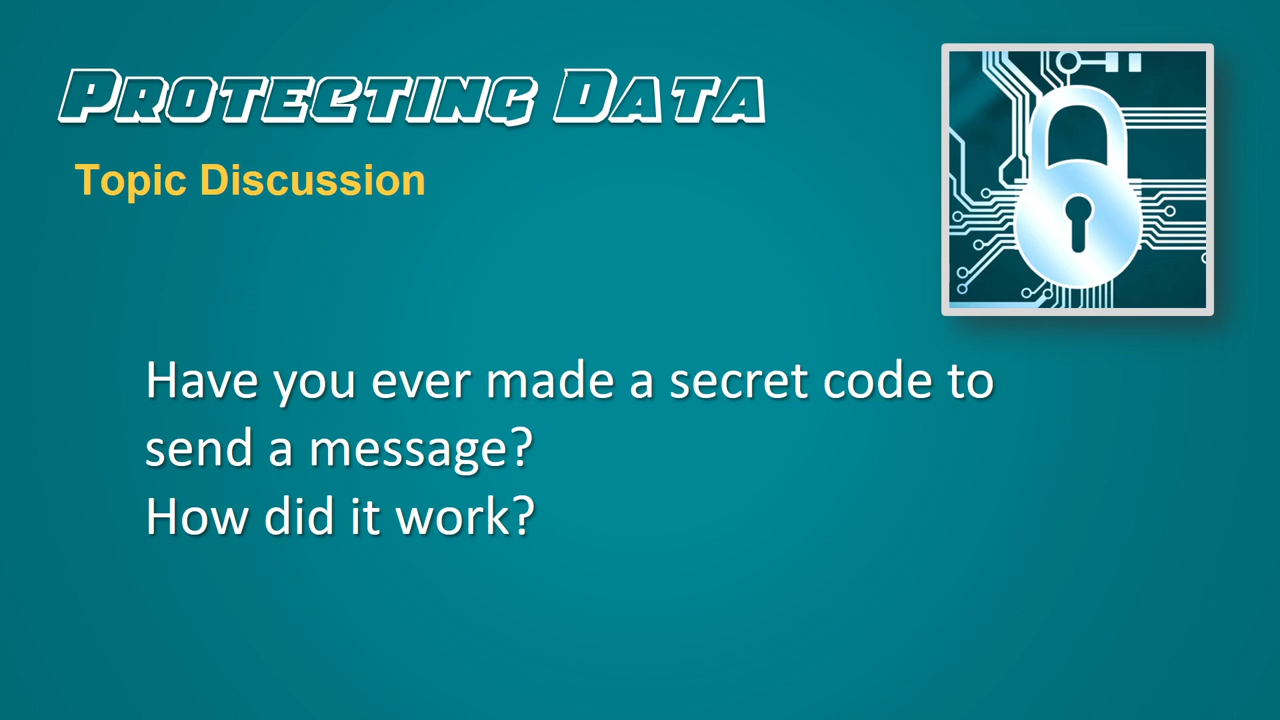 Protecting Data
Topic Discussion
Have you ever made a secret code to
send a message?
How did it work?